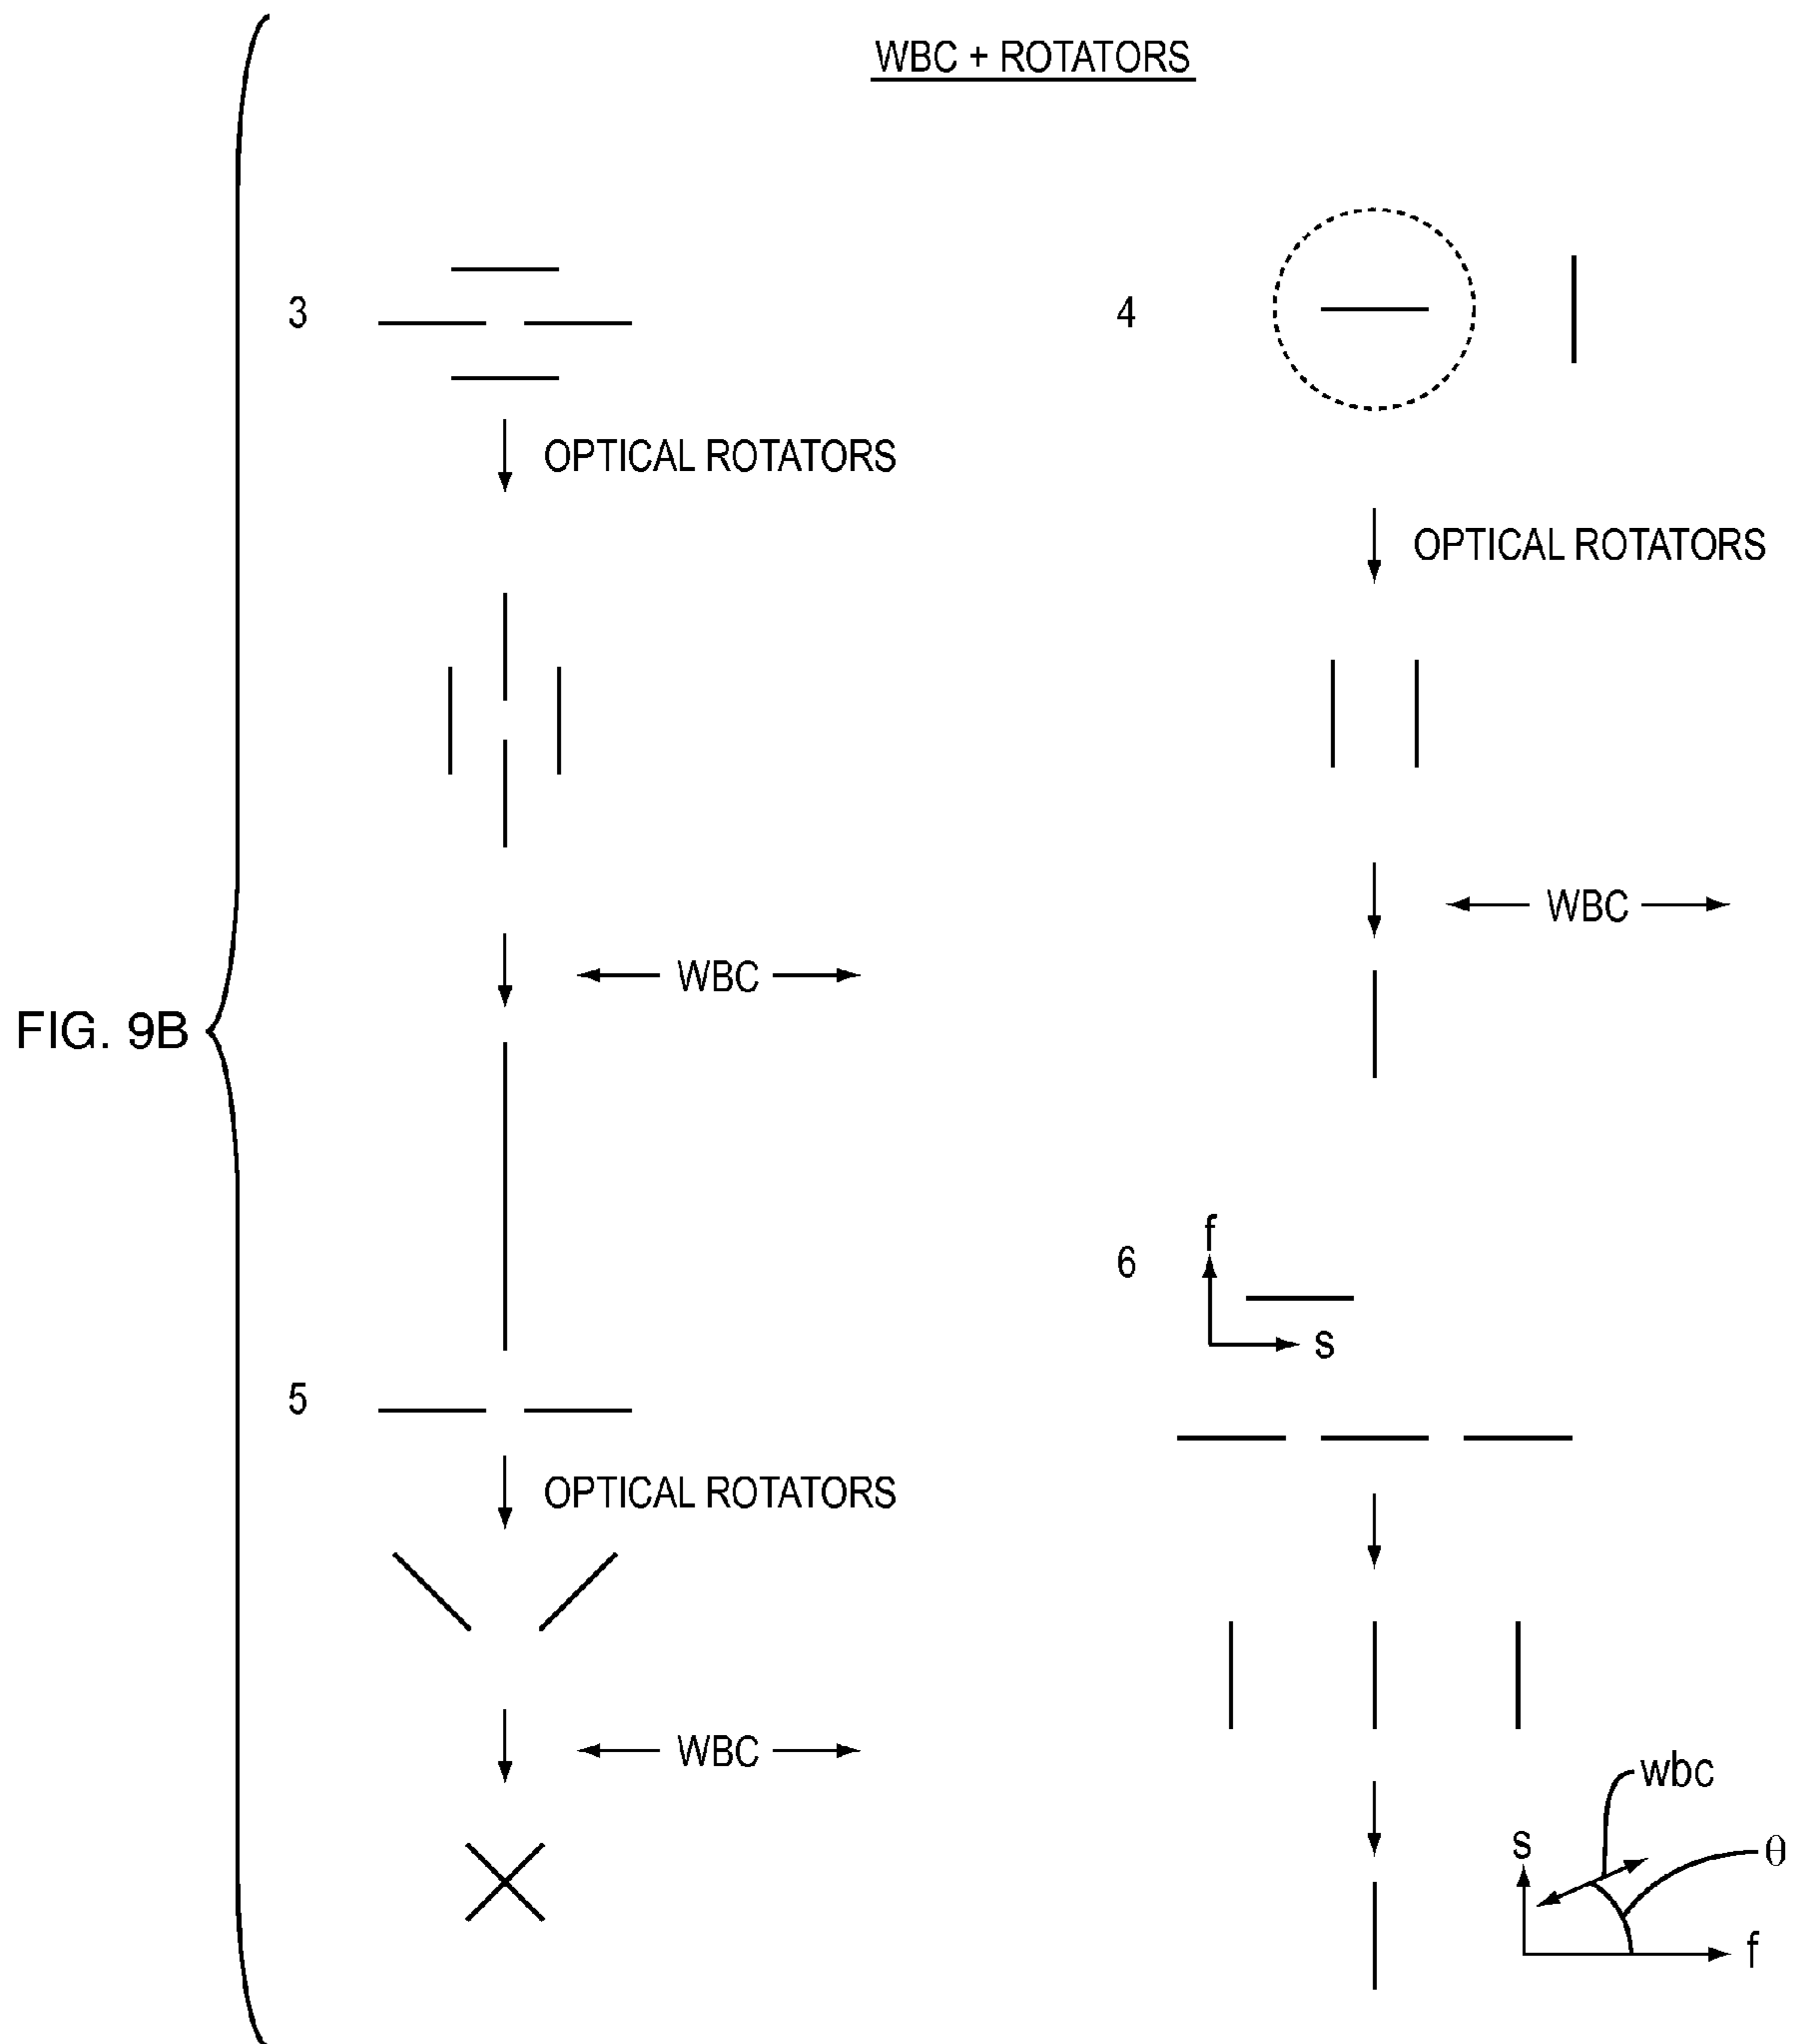 WBC + ROTATORS
3
OPTICAL ROTATORS
WBC
4
OPTICAL ROTATORS
WBC
FIG. 9B
5
OPTICAL ROTATORS
WBC
6
f
s
wbc
s
θ
f